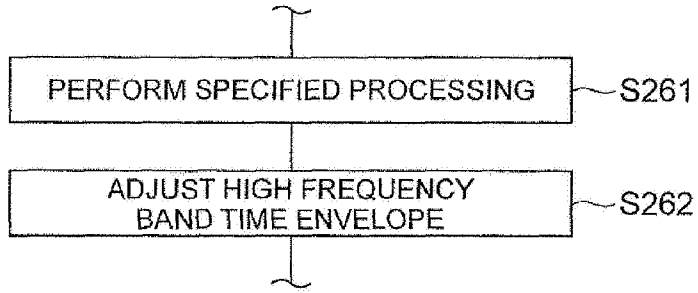 PERFORM SPECIFIED PROCESSING
S261
ADJUST HIGH FREQUENCY
BAND TIME ENVELOPE
S262